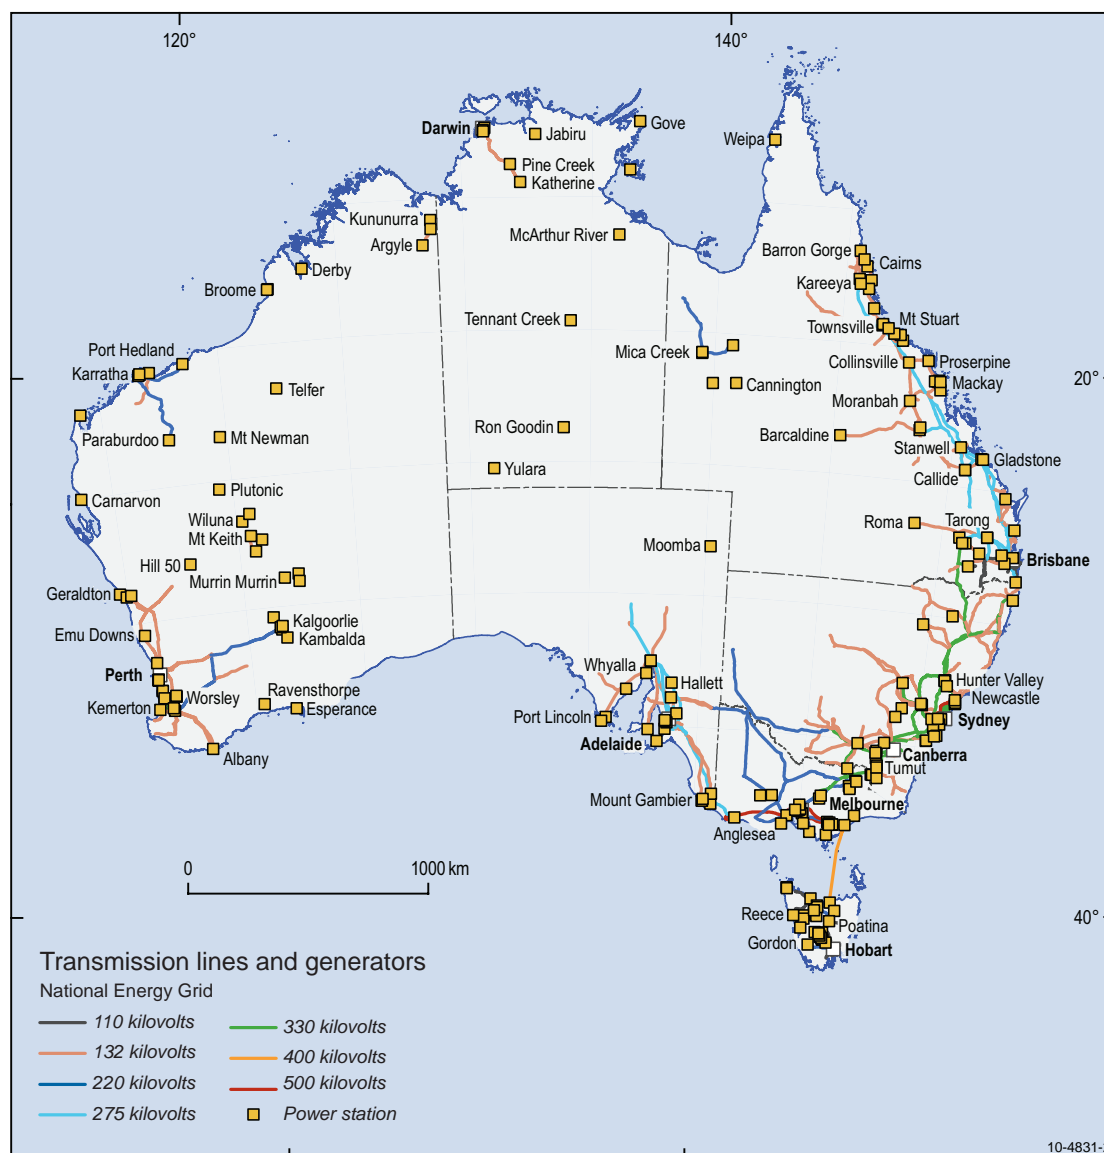 120°
140°
Darwin
Jabiru
Gove
Weipa
Pine Creek
Katherine
Kununurra
McArthur River
Argyle
Barron Gorge
Cairns
Derby
Kareeya
Broome
Tennant Creek
Mt Stuart
Townsville
Port Hedland
Mica Creek
Collinsville
Proserpine
Karratha
20°
Telfer
Cannington
Mackay
Moranbah
Paraburdoo
Mt Newman
Ron Goodin
Barcaldine
Stanwell
Yulara
Gladstone
Callide
Plutonic
Carnarvon
Wiluna
Roma
Tarong
Mt Keith
Moomba
Brisbane
Hill 50
Murrin Murrin
Geraldton
Kalgoorlie
Emu Downs
Kambalda
Whyalla
Perth
Hallett
Hunter Valley
Worsley
Ravensthorpe
Newcastle
Kemerton
Esperance
Port Lincoln
Sydney
Adelaide
Canberra
Albany
Tumut
Mount Gambier
Melbourne
Anglesea
0
1000 km
Reece
40°
Poatina
Gordon
Hobart
Transmission lines and generators
National Energy Grid
110 kilovolts
330 kilovolts
132 kilovolts
400 kilovolts
220 kilovolts
500 kilovolts
275 kilovolts
Power station